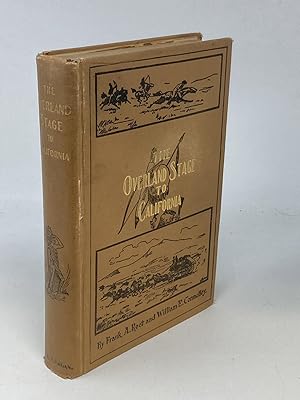 THE
OVERLAND
STAGE
TO
CALIFORNIA
THE
OVERLAND STAGE
TO
CALIFORNIA
By Frank A. Root and William E. Connelley.